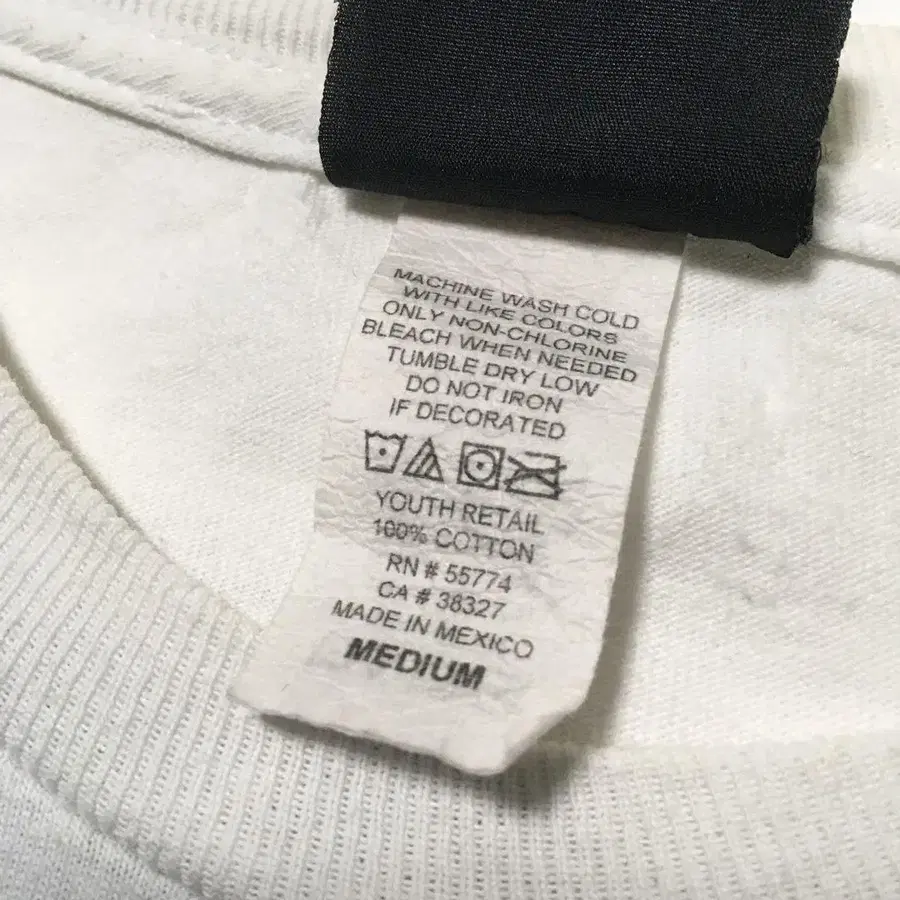 MACHINE WASH COLD
WITH LIKE COLORS
ONLY NON-CHLORINE
BLEACH WHEN NEEDED
TUMBLE DRY LOW
DO NOT IRON
IF DECORATED
YOUTH RETAIL
100% COTTON
RN # 55774
CA # 38327
MADE IN MEXICO
MEDIUM